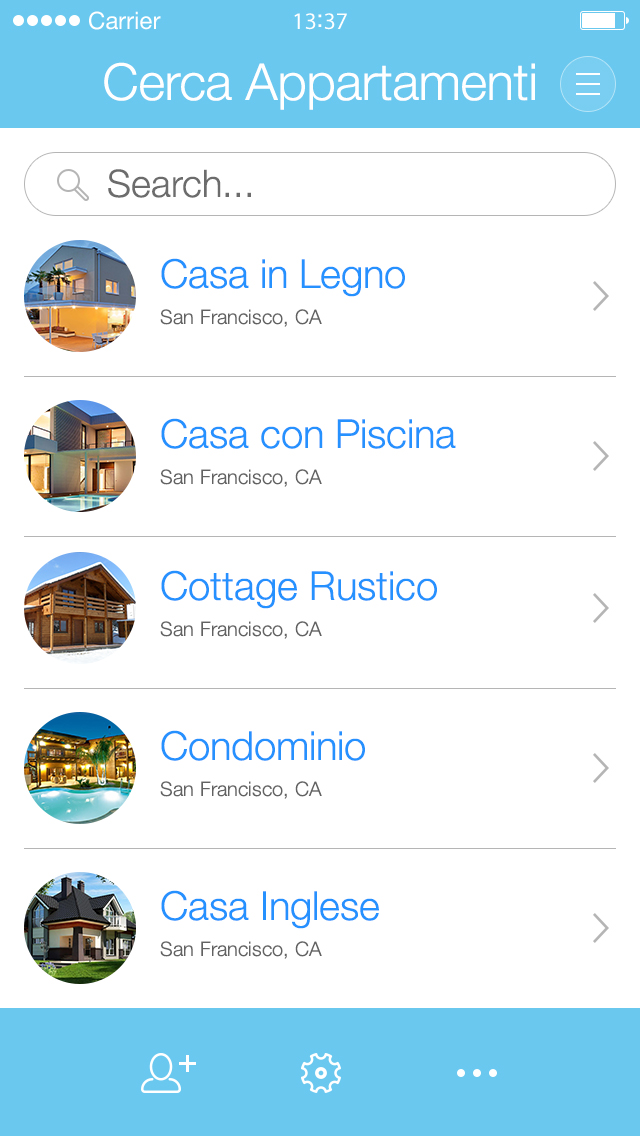 Carrier 13:37
Cerca Appartamenti
Search...
Casa in Legno
San Francisco, CA
Casa con Piscina
San Francisco, CA
Cottage Rustico
San Francisco, CA
Condominio
San Francisco, CA
Casa Inglese
San Francisco, CA